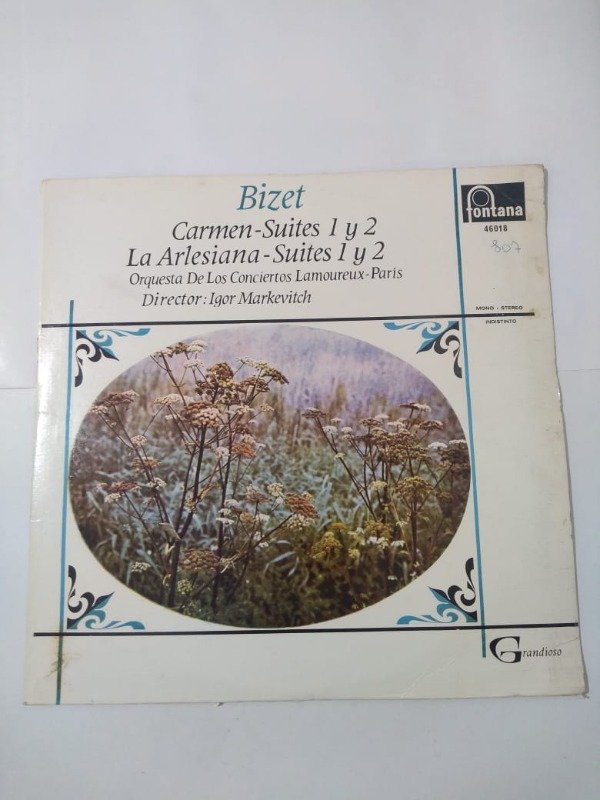 Bizet
Carmen-Suites 1 y 2
La Arlesiana-Suites 1 y 2
Orquesta De Los Conciertos Lamoureux-París
Director: Igor Markevitch
fontana
46018
807
MONO - STEREO
INDISTINTO
Grandioso